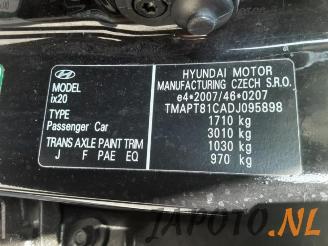 MODEL
ix20
TYPE
Passenger Car
TRANS AXLE PAINT TRIM
J F PAE EQ
HYUNDAI MOTOR
MANUFACTURING CZECH S.R.O.
e4*2007/46*0207
TMAPT81CADJ095898
1710 kg
3010 kg
1030 kg
970 kg
JAPOTO.NL